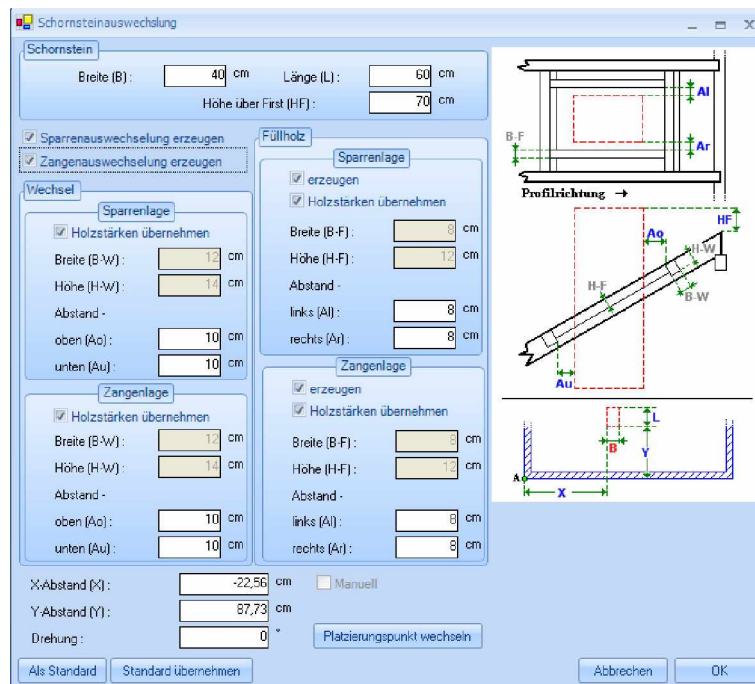 Schornsteinauswechslung
Schornstein
Breite (B) : 40 cm Länge (L) : 60 cm
Höhe über First (HF) : 70 cm
Sparrenauswechselung erzeugen
Zangenauswechselung erzeugen
Wechsel
Sparrenlage
Holzstärken übernehmen
Breite (B-W) : 12 cm
Höhe (H-W) : 14 cm
Abstand -
oben (Ao) : 10 cm
unten (Au) : 10 cm
Zangenlage
Holzstärken übernehmen
Breite (B-W) : 12 cm
Höhe (H-W) : 14 cm
Abstand -
oben (Ao) : 10 cm
unten (Au) : 10 cm
Füllholz
Sparrenlage
erzeugen
Holzstärken übernehmen
Breite (B-F) : 8 cm
Höhe (H-F) : 12 cm
Abstand -
links (Al) : 8 cm
rechts (Ar) : 8 cm
Zangenlage
erzeugen
Holzstärken übernehmen
Breite (B-F) : 8 cm
Höhe (H-F) : 12 cm
Abstand -
links (Al) : 8 cm
rechts (Ar) : 8 cm
X-Abstand (X) : -22,56 cm Manuell
Y-Abstand (Y) : 87,73 cm
Drehung : 0 ° Platzierungspunkt wechseln
Als Standard Standard übernehmen Abbrechen OK
Al
B-F
Ar
Profilrichtung →
HF
Ao
H-W
H-F
B-W
Au
L
B
Y
A
X